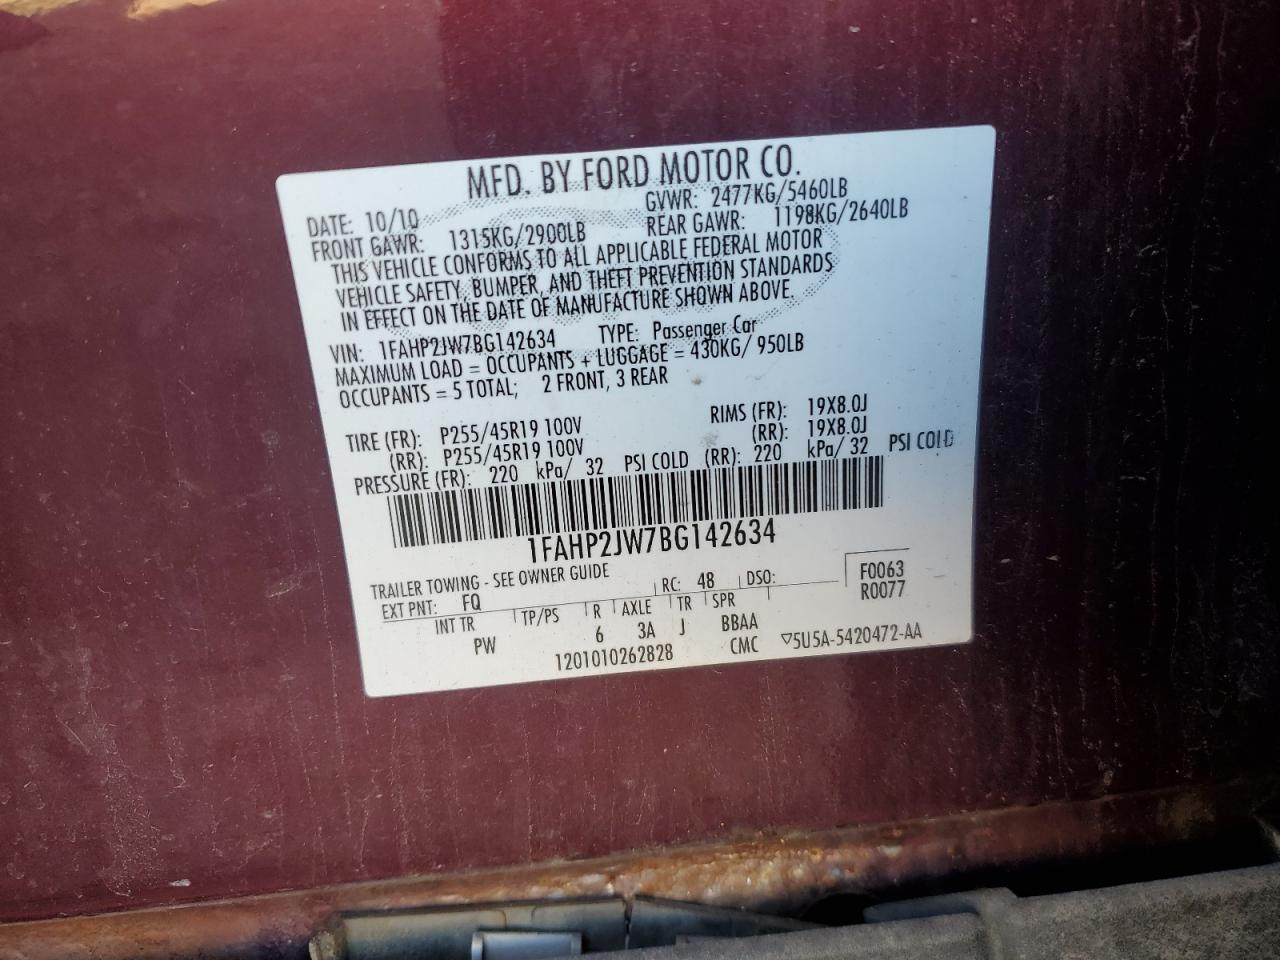 MFD. BY FORD MOTOR CO.
DATE: 10/10 GVWR: 2477KG/5460LB
FRONT GAWR: 1315KG/2900LB REAR GAWR: 1198KG/2640LB
THIS VEHICLE CONFORMS TO ALL APPLICABLE FEDERAL MOTOR
VEHICLE SAFETY, BUMPER, AND THEFT PREVENTION STANDARDS
IN EFFECT ON THE DATE OF MANUFACTURE SHOWN ABOVE.
VIN: 1FAHP2JW7BG142634 TYPE: Passenger Car
MAXIMUM LOAD = OCCUPANTS + LUGGAGE = 430KG/ 950LB
OCCUPANTS = 5 TOTAL; 2 FRONT, 3 REAR
TIRE (FR): P255/45R19 100V RIMS (FR): 19X8.0J
(RR): P255/45R19 100V (RR): 19X8.0J
PRESSURE (FR): 220 kPa/ 32 PSI COLD (RR): 220 kPa/ 32 PSI COLD
1FAHP2JW7BG142634
TRAILER TOWING - SEE OWNER GUIDE
EXT PNT: FQ RC: 48 DSO: F0063
R0077
INT TR TP/PS R AXLE TR SPR
PW 6 3A J BBAA
1201010262828 CMC ▽5U5A-5420472-AA